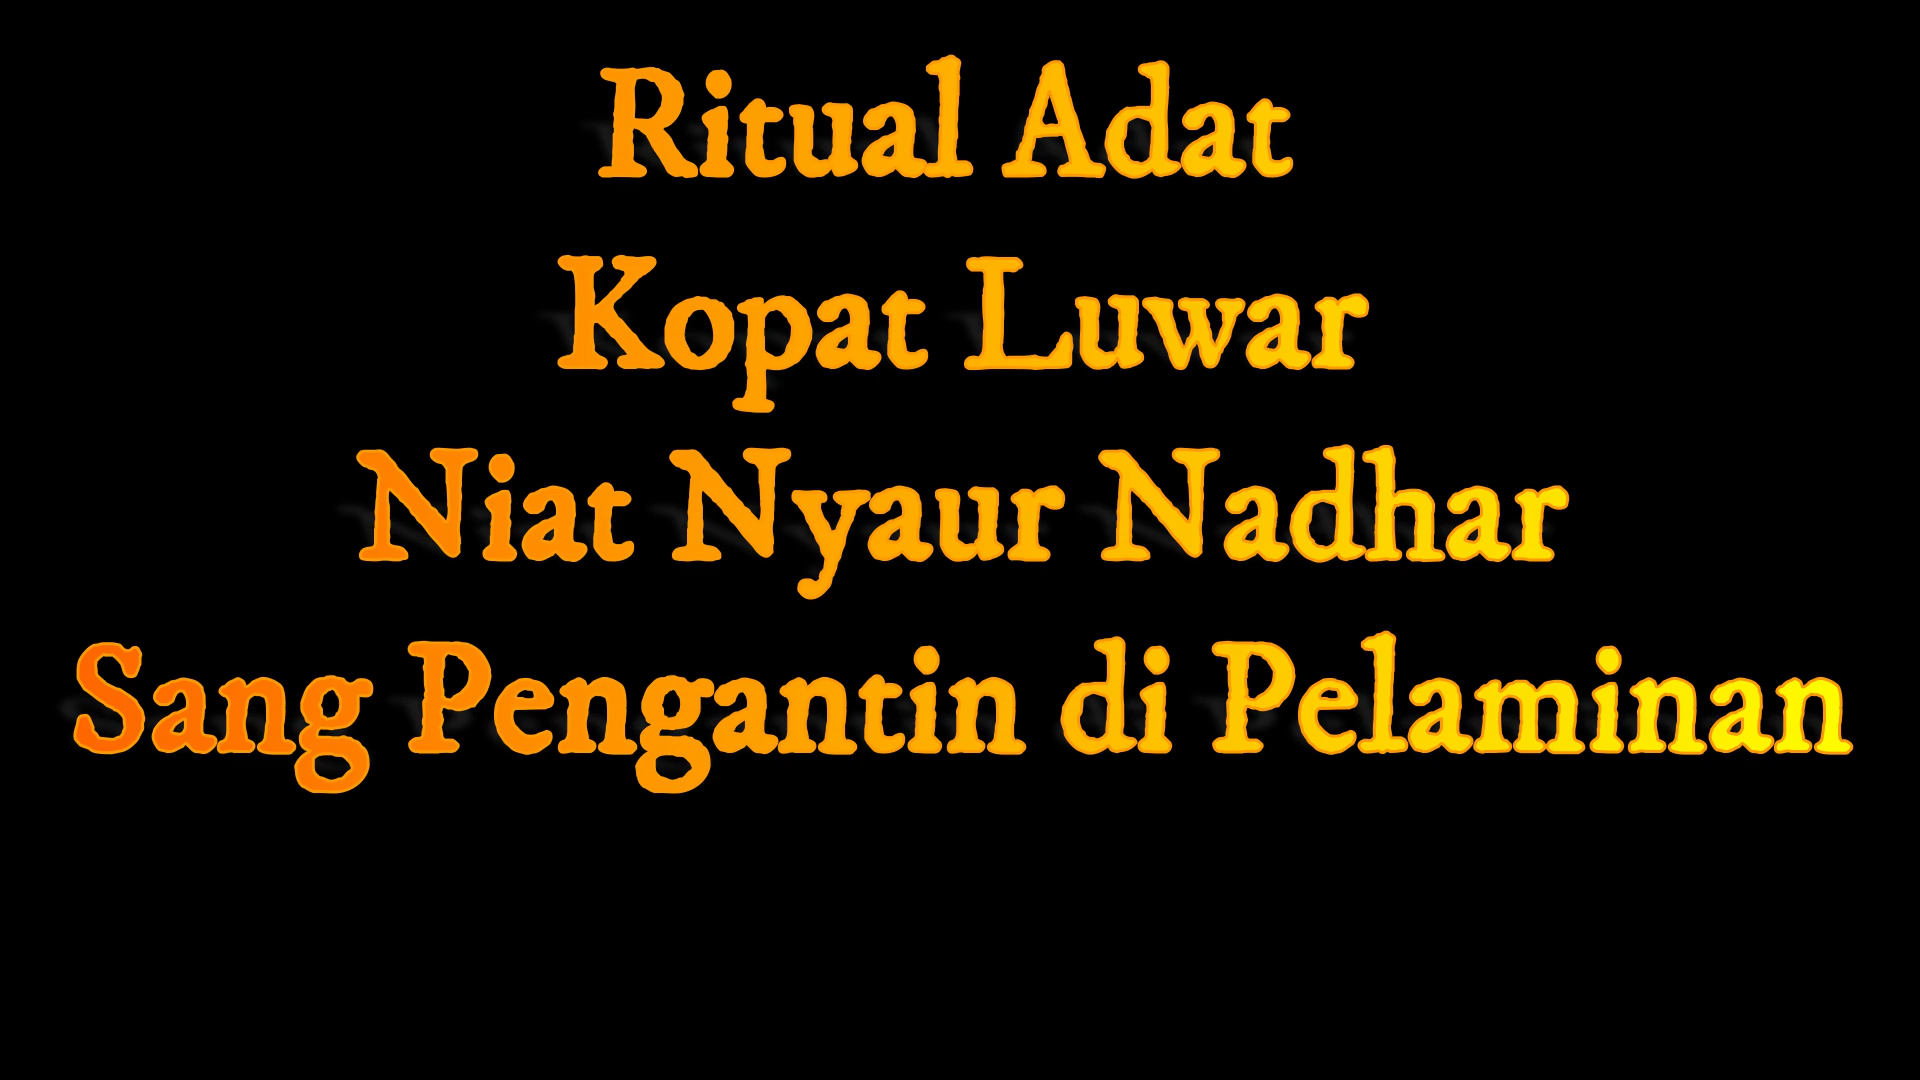 Ritual Adat
Kopat Luwar
Niat Nyaur Nadhar
Sang Pengantin di Pelaminan